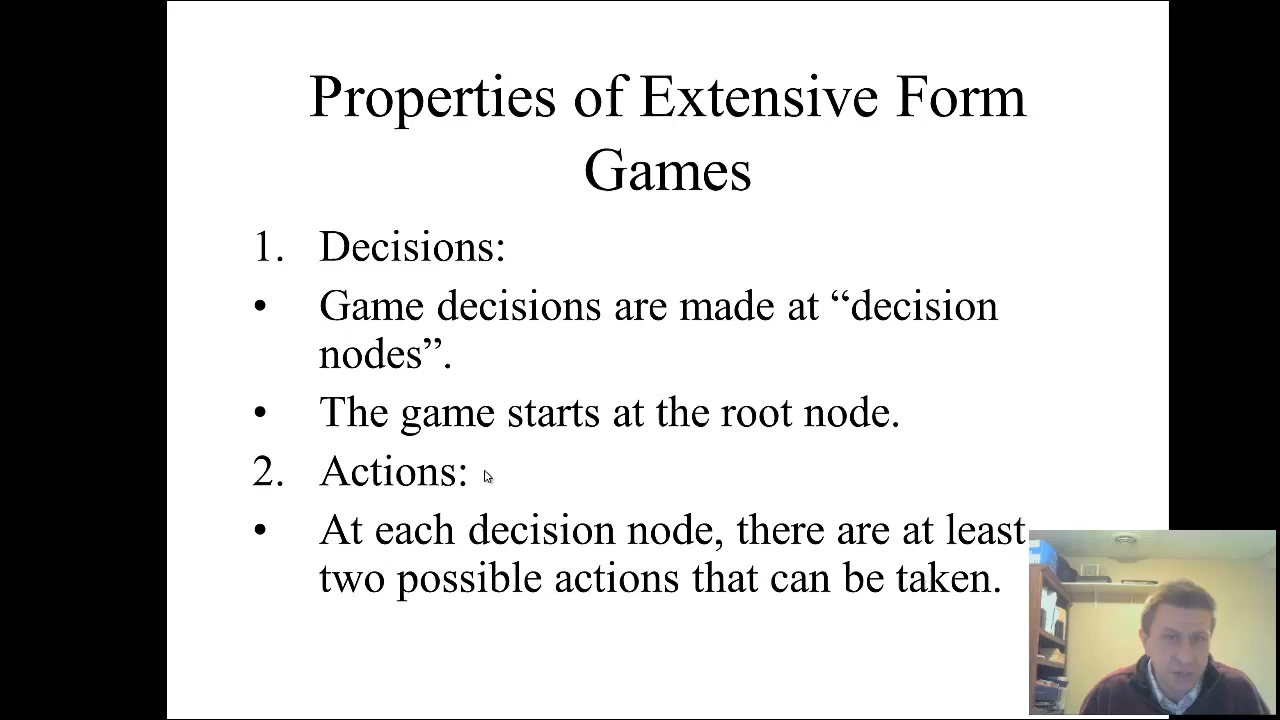 Properties of Extensive Form
Games
1. Decisions:
• Game decisions are made at “decision
nodes”.
• The game starts at the root node.
2. Actions:
• At each decision node, there are at least
two possible actions that can be taken.